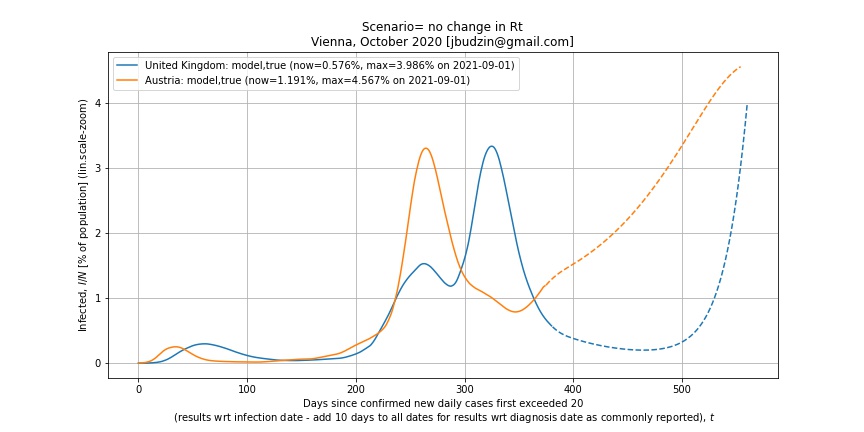 Scenario= no change in Rt
Vienna, October 2020 [jbudzin@gmail.com]
United Kingdom: model,true (now=0.576%, max=3.986% on 2021-09-01)
Austria: model,true (now=1.191%, max=4.567% on 2021-09-01)
Infected, I/N [% of population] (lin.scale-zoom)
4
3
2
1
0
0 100 200 300 400 500
Days since confirmed new daily cases first exceeded 20
(results wrt infection date - add 10 days to all dates for results wrt diagnosis date as commonly reported), t